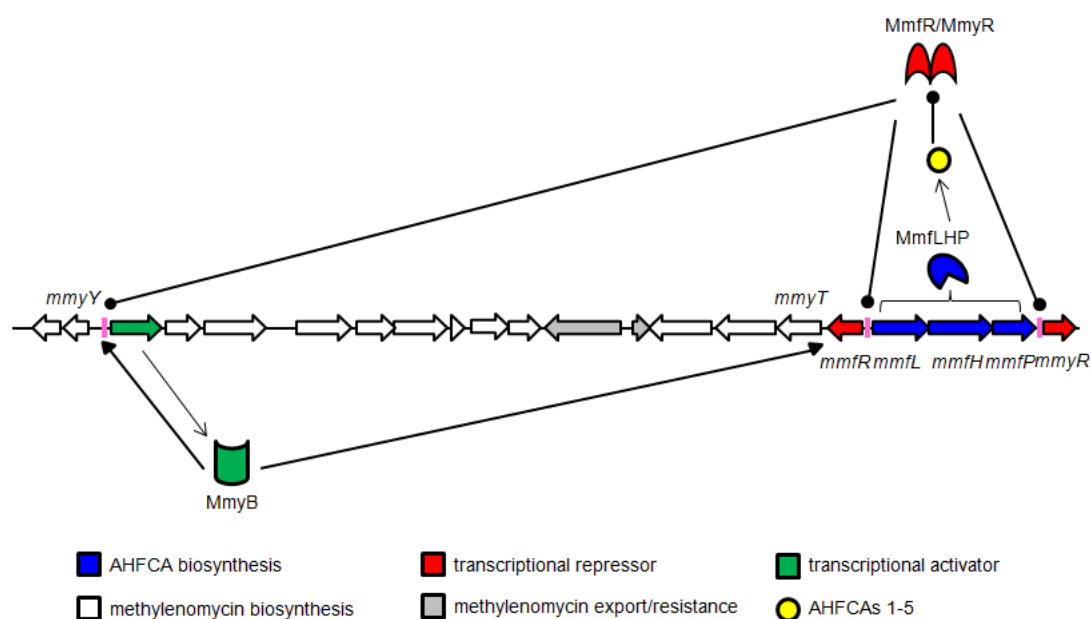 MmfR/MmyR
MmfLHP
mmyY
mmyT
mmfR mmfL mmfH mmfP mmyR
MmyB
AHFCA biosynthesis
transcriptional repressor
transcriptional activator
methylenomycin biosynthesis
methylenomycin export/resistance
AHFCAs 1-5